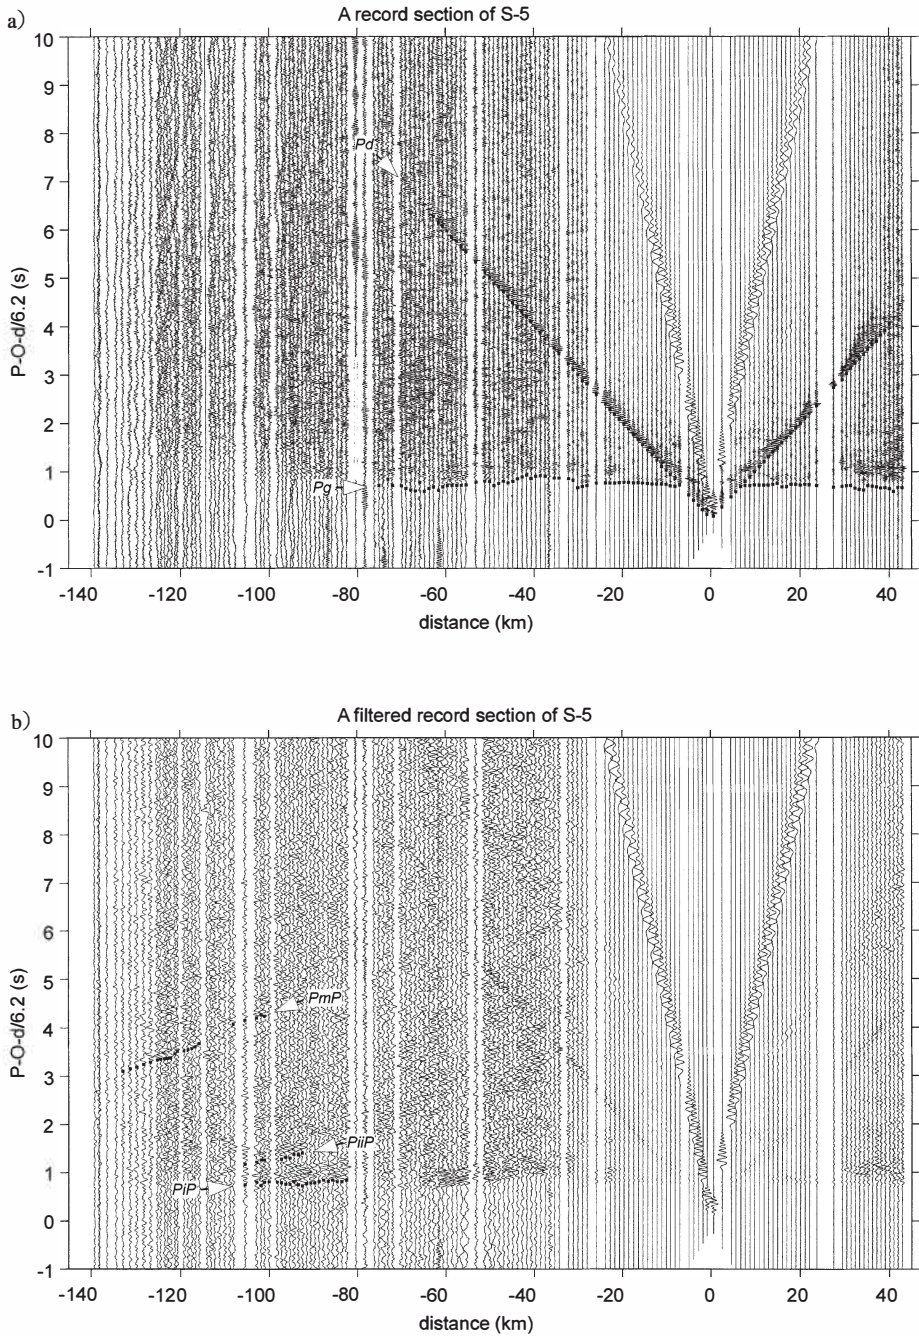 a)
A record section of S-5
10
9
8
7
6
5
4
3
2
1
0
-1
P-O-d/6.2 (s)
Pd
Pg
-140 -120 -100 -80 -60 -40 -20 0 20 40
distance (km)
b)
A filtered record section of S-5
10
9
8
7
6
5
4
3
2
1
0
-1
P-O-d/6.2 (s)
PmP
PiiP
PiP
-140 -120 -100 -80 -60 -40 -20 0 20 40
distance (km)